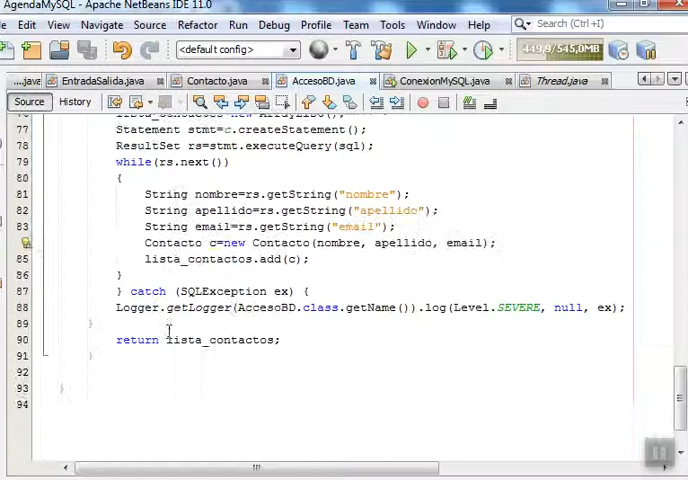 AgendaMySQL - Apache NetBeans IDE 11.0
Edit View Navigate Source Refactor Run Debug Profile Team Tools Window Help Search (Ctrl+I)
<default config> 449,9/545,0MB
....java EntradaSalida.java Contacto.java AccesoBD.java ConexionMySQL.java Thread.java
Source History
77 Statement stmt=c.createStatement();
78 ResultSet rs=stmt.executeQuery(sql);
79 while(rs.next())
80 {
81 String nombre=rs.getString("nombre");
82 String apellido=rs.getString("apellido");
83 String email=rs.getString("email");
Contacto c=new Contacto(nombre, apellido, email);
85 lista_contactos.add(c);
86 }
87 } catch (SQLException ex) {
88 Logger.getLogger(AccesoBD.class.getName()).log(Level.SEVERE, null, ex);
89 }
90 return lista_contactos;
91 }
92
93 }
94